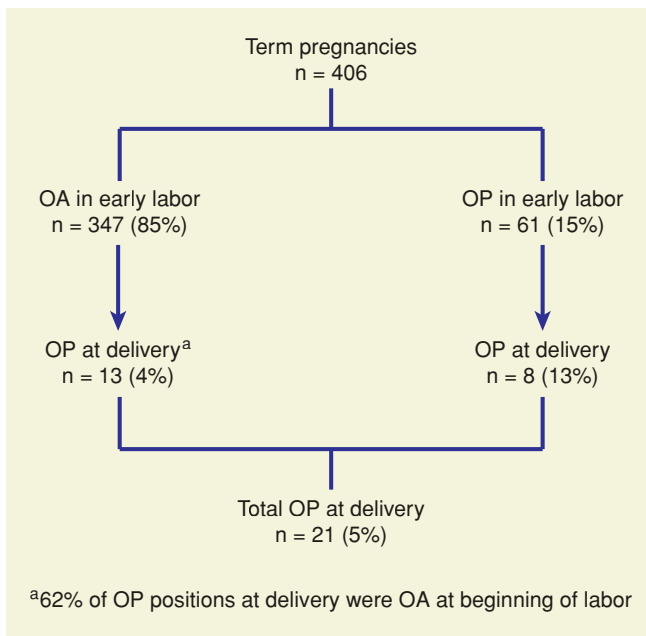 Term pregnancies
n = 406
OA in early labor
n = 347 (85%)
OP in early labor
n = 61 (15%)
OP at deliveryᵃ
n = 13 (4%)
OP at delivery
n = 8 (13%)
Total OP at delivery
n = 21 (5%)
ᵃ62% of OP positions at delivery were OA at beginning of labor